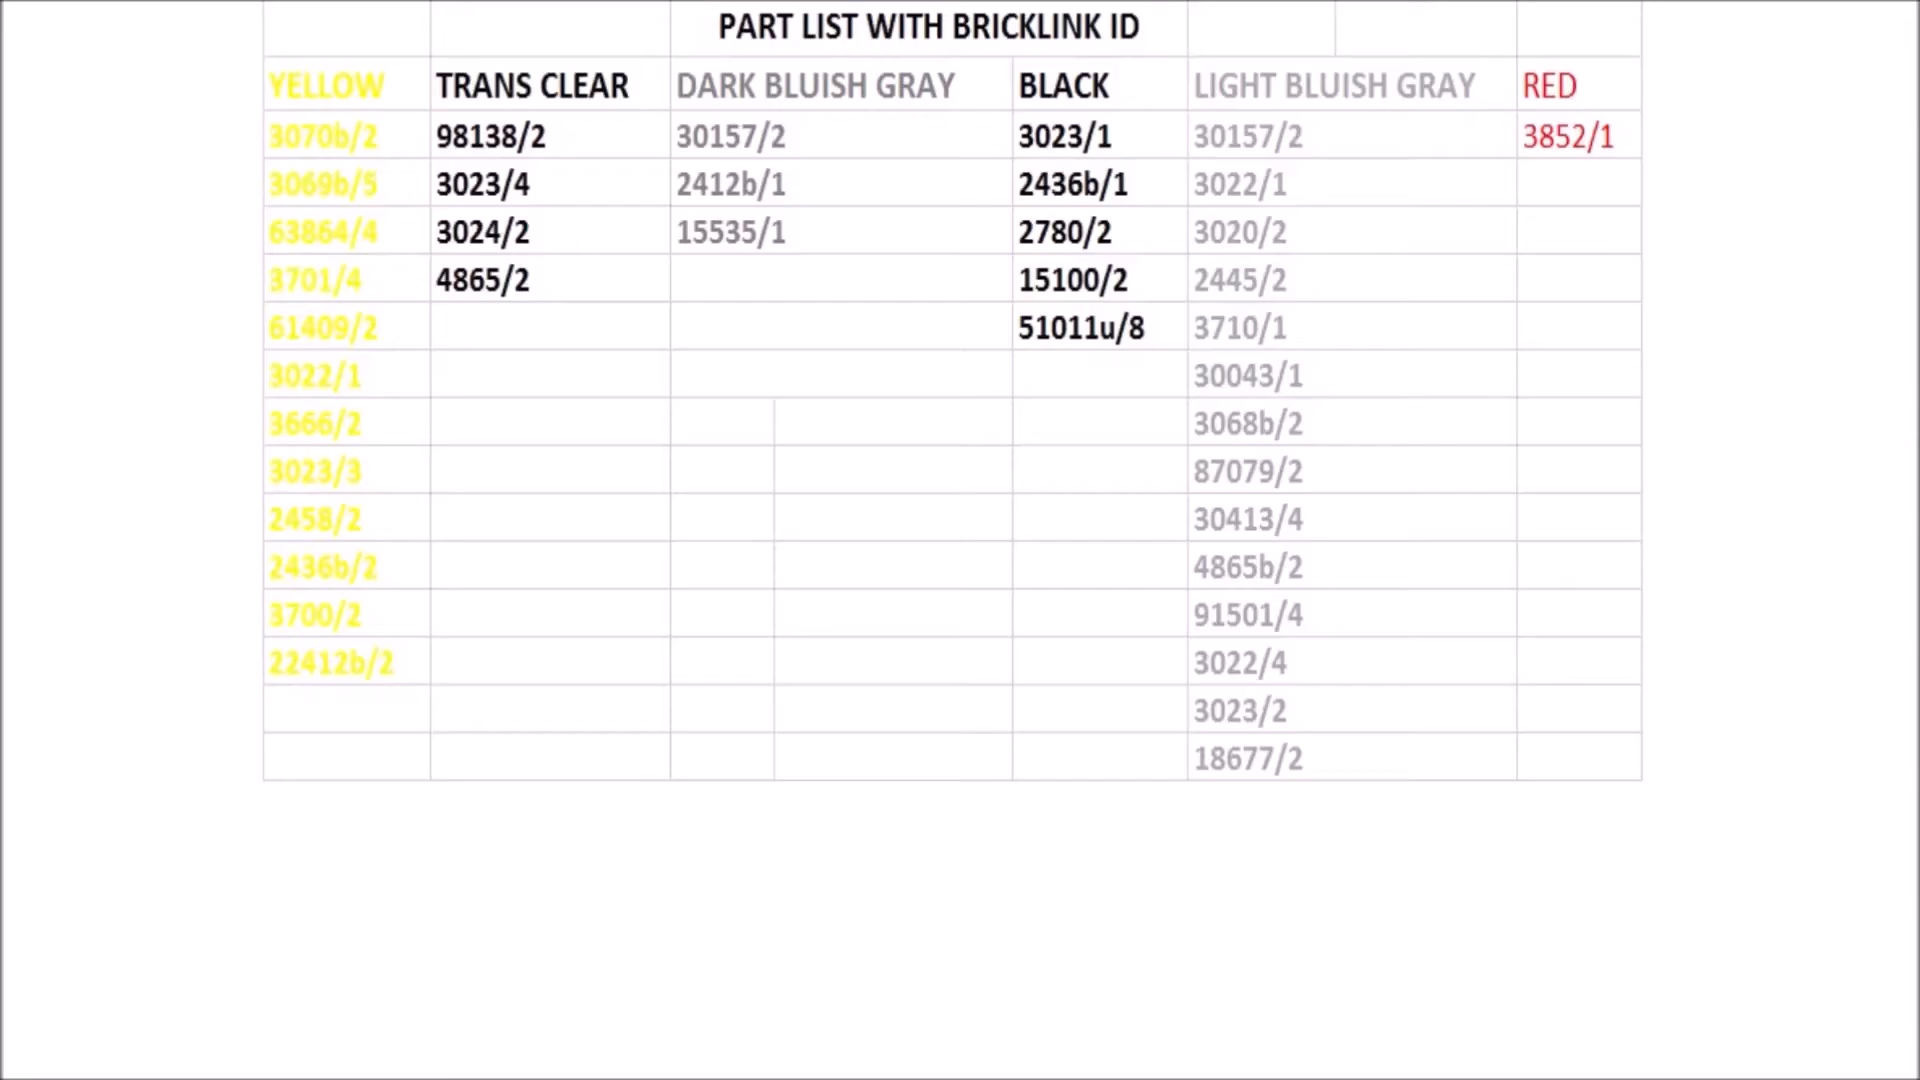 PART LIST WITH BRICKLINK ID
YELLOW TRANS CLEAR DARK BLUISH GRAY BLACK LIGHT BLUISH GRAY RED
3070b/2 98138/2 30157/2 3023/1 30157/2 3852/1
3069b/5 3023/4 2412b/1 2436b/1 3022/1
63864/4 3024/2 15535/1 2780/2 3020/2
3701/4 4865/2 15100/2 2445/2
61409/2 51011u/8 3710/1
3022/1 30043/1
3666/2 3068b/2
3023/3 87079/2
2458/2 30413/4
2436b/2 4865b/2
3700/2 91501/4
22412b/2 3022/4
3023/2
18677/2